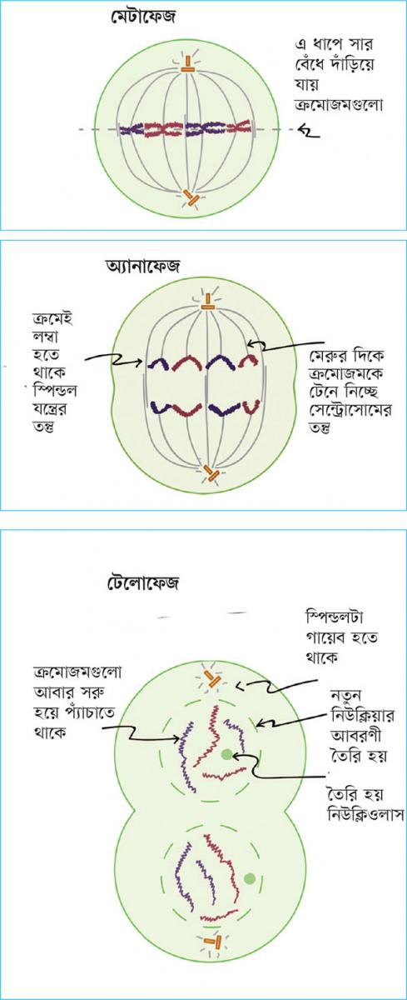 মেটাফেজ
এ ধাপে সার
বেঁধে দাঁড়িয়ে
যায়
ক্রমোজমগুলো
অ্যানাফেজ
ক্রমেই
লম্বা
হতে
থাকে
স্পিন্ডল
যন্ত্রের
তন্তু
মেরুর দিকে
ক্রমোজমকে
টেনে নিচ্ছে
সেন্ট্রোসোমের
তন্তু
টেলোফেজ
স্পিন্ডলটা
গায়েব হতে
থাকে
ক্রমোজমগুলো
আবার সরু
হয়ে প্যাঁচাতে
থাকে
নতুন
নিউক্লিয়ার
আবরণী
তৈরি হয়
তৈরি হয়
নিউক্লিওলাস